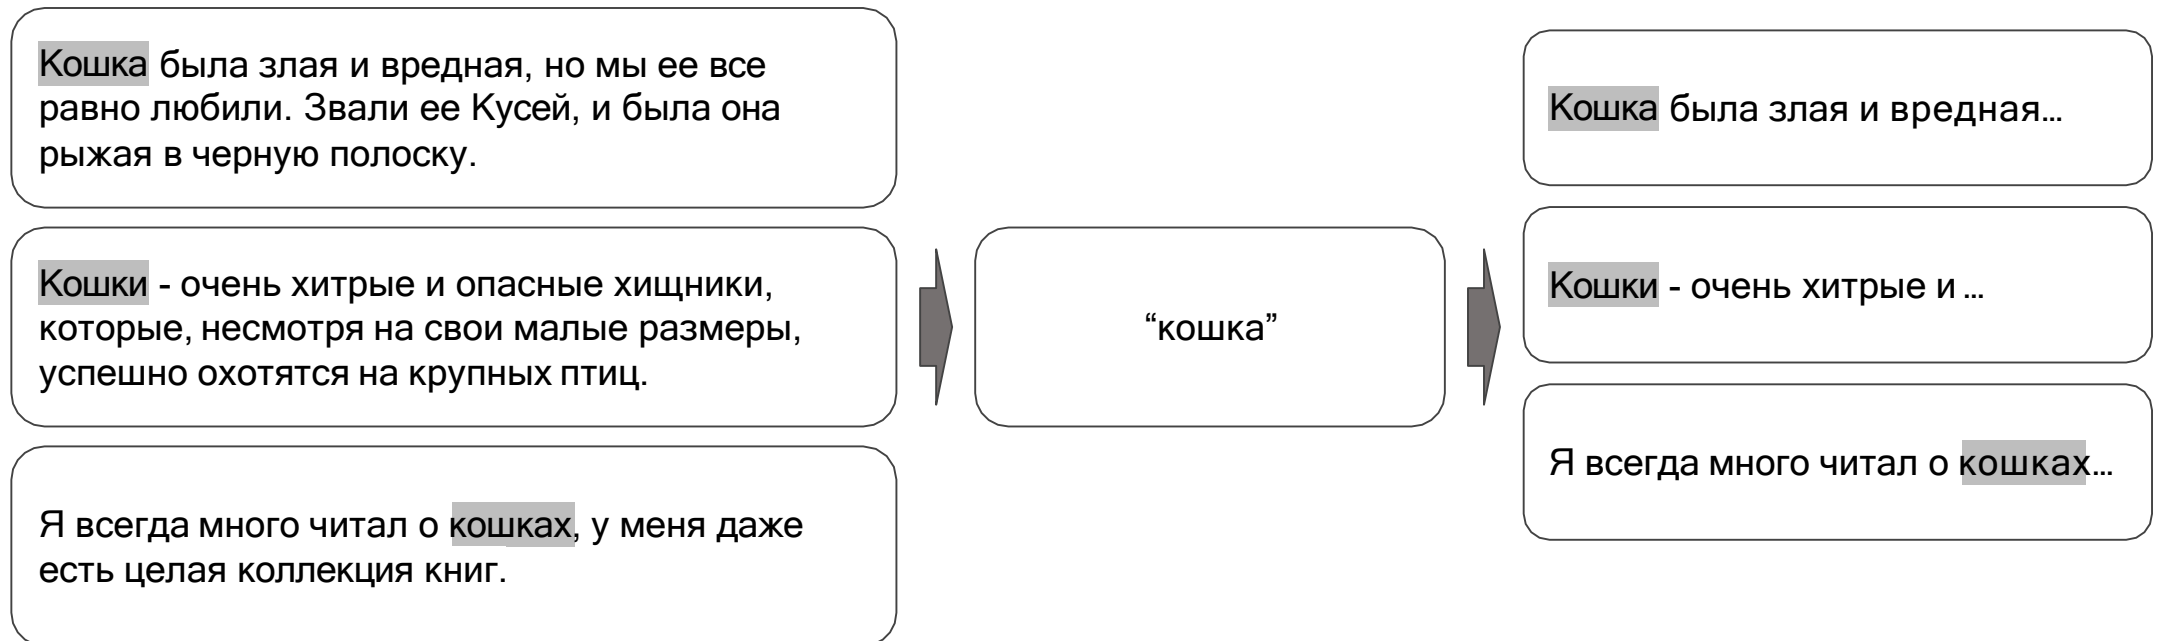 Кошка была злая и вредная, но мы ее все
равно любили. Звали ее Кусей, и была она
рыжая в черную полоску.
Кошки - очень хитрые и опасные хищники,
которые, несмотря на свои малые размеры,
успешно охотятся на крупных птиц.
Я всегда много читал о кошках, у меня даже
есть целая коллекция книг.
“кошка”
Кошка была злая и вредная…
Кошки - очень хитрые и …
Я всегда много читал о кошках…